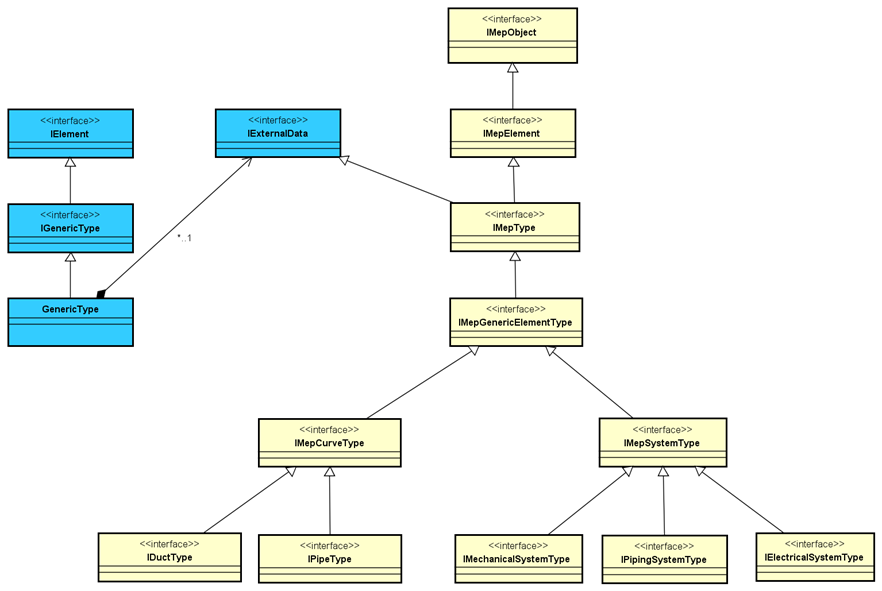 <<interface>>
IMepObject
<<interface>>
IElement
<<interface>>
IExternalData
<<interface>>
IMepElement
<<interface>>
IGenericType
<<interface>>
IMepType
*..1
GenericType
<<interface>>
IMepGenericElementType
<<interface>>
IMepCurveType
<<interface>>
IMepSystemType
<<interface>>
IDuctType
<<interface>>
IPipeType
<<interface>>
IMechanicalSystemType
<<interface>>
IPipingSystemType
<<interface>>
IElectricalSystemType